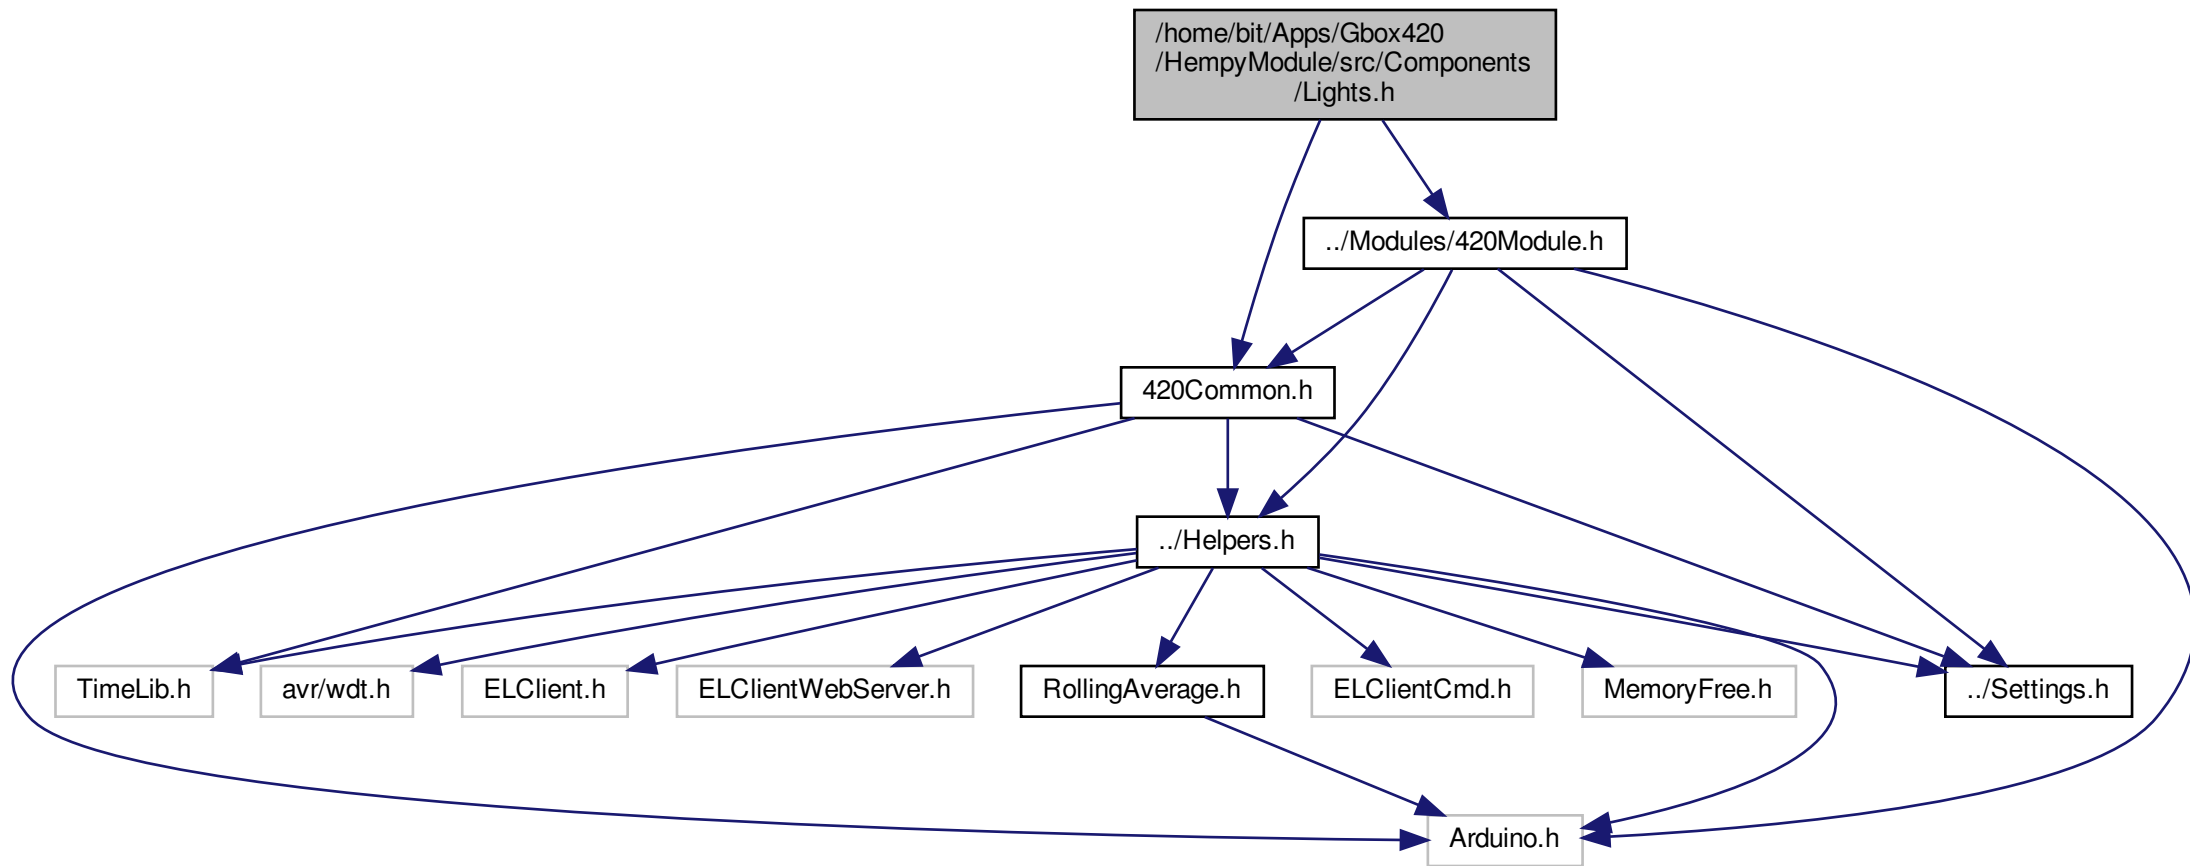 /home/bit/Apps/Gbox420
/HempyModule/src/Components
/Lights.h
../Modules/420Module.h
420Common.h
../Helpers.h
TimeLib.h
avr/wdt.h
ELClient.h
ELClientWebServer.h
RollingAverage.h
ELClientCmd.h
MemoryFree.h
../Settings.h
Arduino.h